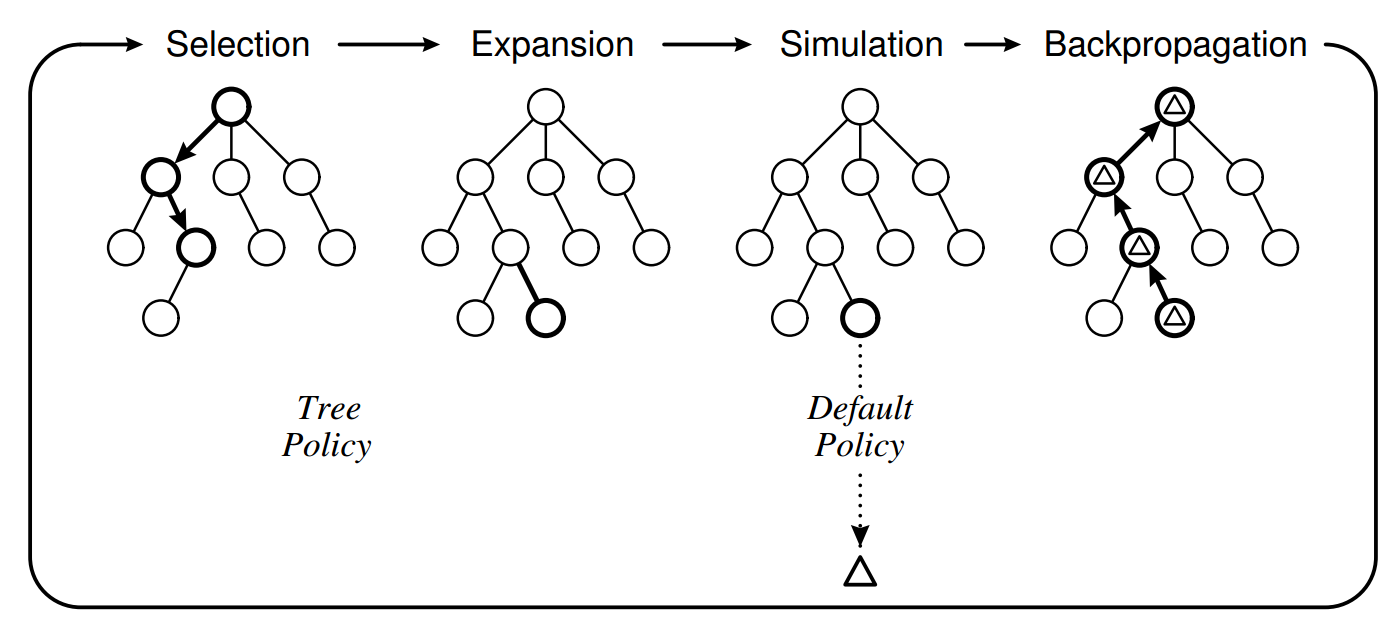 Selection
Expansion
Simulation
Backpropagation
Tree
Policy
Default
Policy